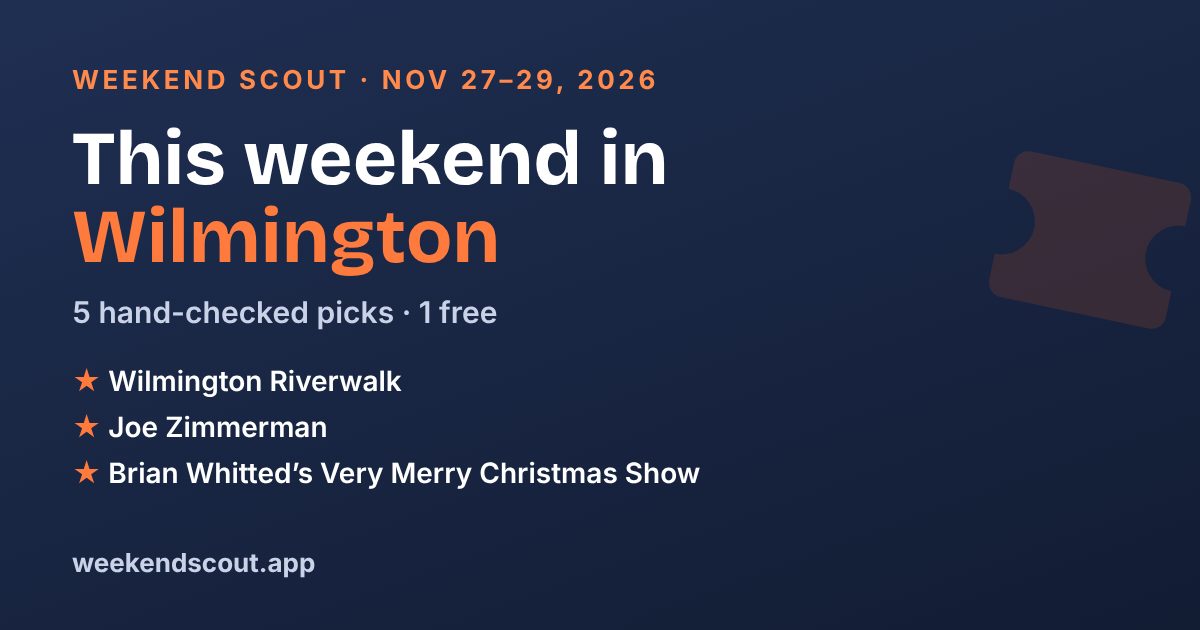 WEEKEND SCOUT · NOV 27–29, 2026
This weekend in
Wilmington
5 hand-checked picks · 1 free
★ Wilmington Riverwalk
★ Joe Zimmerman
★ Brian Whitted’s Very Merry Christmas Show
weekendscout.app